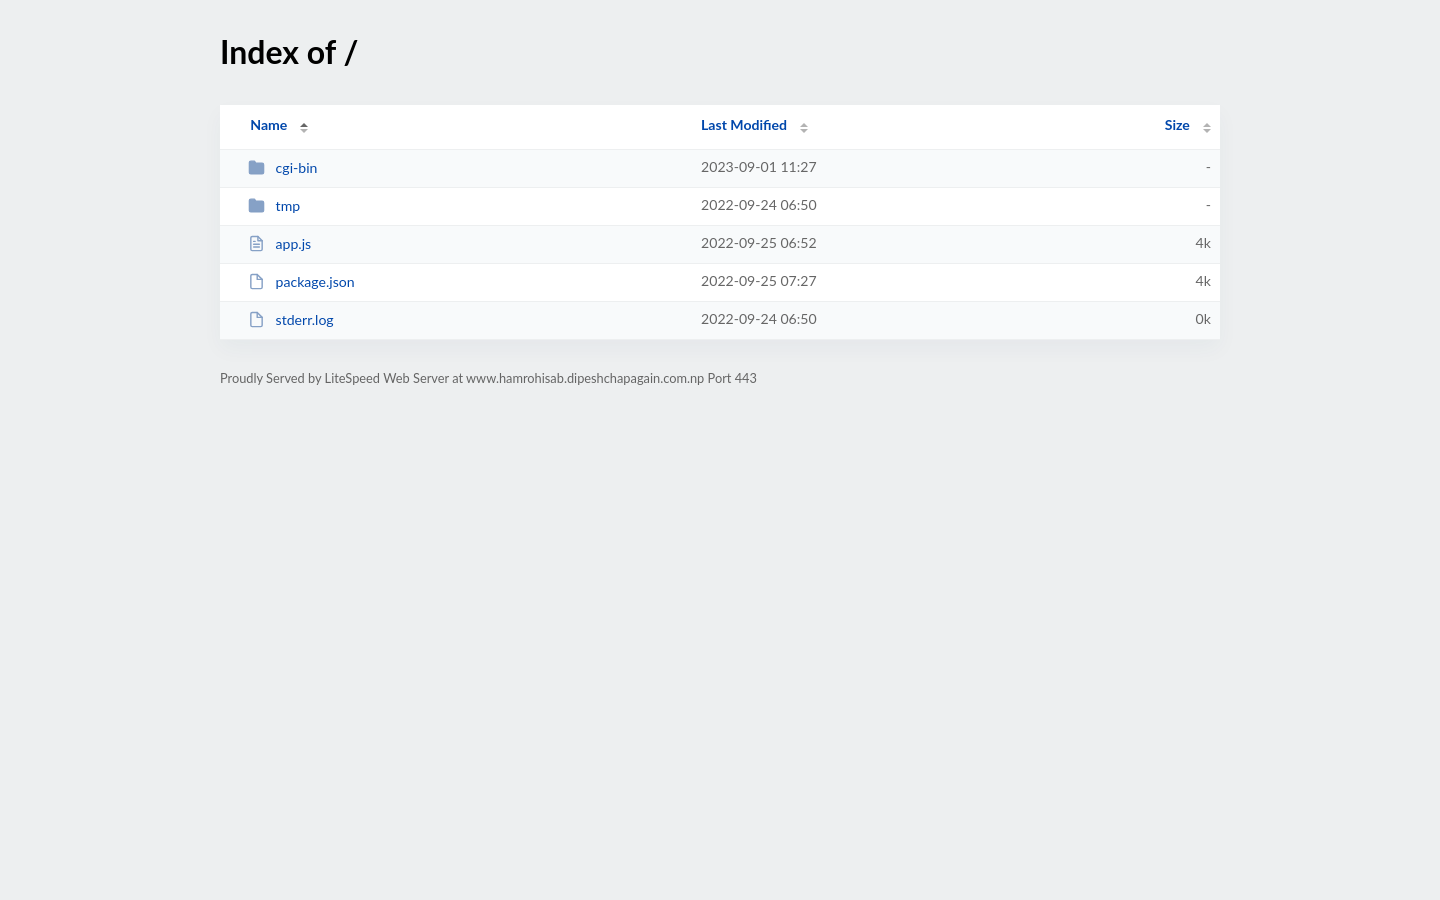 Index of /
Name Last Modified Size
cgi-bin 2023-09-01 11:27 -
tmp 2022-09-24 06:50 -
app.js 2022-09-25 06:52 4k
package.json 2022-09-25 07:27 4k
stderr.log 2022-09-24 06:50 0k
Proudly Served by LiteSpeed Web Server at www.hamrohisab.dipeshchapagain.com.np Port 443